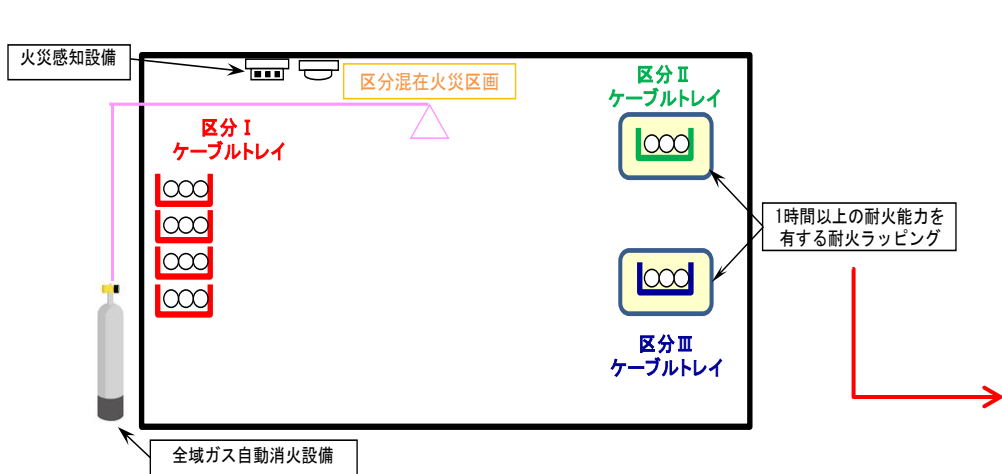 火災感知設備
区分混在火災区画
区分Ⅱ
ケーブルトレイ
区分Ⅰ
ケーブルトレイ
1時間以上の耐火能力を
有する耐火ラッピング
区分Ⅲ
ケーブルトレイ
全域ガス自動消火設備